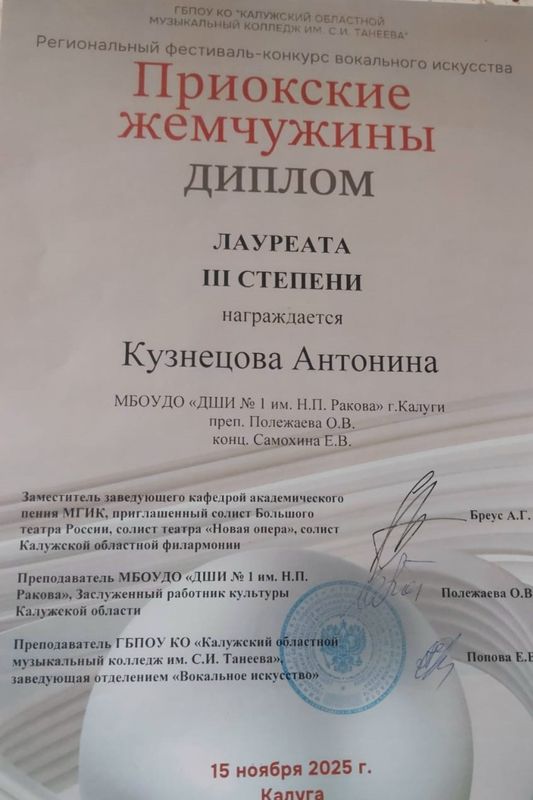 ГБПОУ КО "КАЛУЖСКИЙ ОБЛАСТНОЙ
МУЗЫКАЛЬНЫЙ КОЛЛЕДЖ ИМ. С.И. ТАНЕЕВА"
Региональный фестиваль-конкурс вокального искусства
Приокские
жемчужины
ДИПЛОМ
ЛАУРЕАТА
III СТЕПЕНИ
награждается
Кузнецова Антонина
МБОУДО «ДШИ № 1 им. Н.П. Ракова» г.Калуги
преп. Полежаева О.В.
конц. Самохина Е.В.
Заместитель заведующего кафедрой академического
пения МГИК, приглашенный солист Большого
театра России, солист театра «Новая опера», солист
Калужской областной филармонии
Бреус А.Г.
Преподаватель МБОУДО «ДШИ № 1 им. Н.П.
Ракова», Заслуженный работник культуры
Калужской области
Полежаева О.В
Преподаватель ГБПОУ КО «Калужский областной
музыкальный колледж им. С.И. Танеева»,
заведующая отделением «Вокальное искусство»
Попова Е.В
15 ноября 2025 г.
Калуга